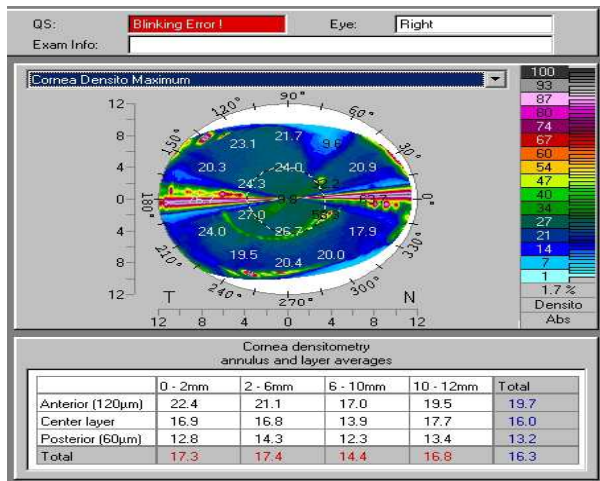 QS: Blinking Error ! Eye: Right
Exam Info:
Cornea Densito Maximum
12
8
4
0
4
8
12
90°
120° 60°
150° 30°
180° 0°
210° 330°
240° 300°
270°
23.1 21.7 9.6
20.3 24.0 20.9
24.3
9.8
27.0
24.0 26.7 17.9
19.5 20.4 20.0
T N
12 8 4 0 4 8 12
100
93
87
80
74
67
60
54
47
40
34
27
21
14
7
1
1.7 %
Densito
Abs
Cornea densitometry
annulus and layer averages
0 - 2mm 2 - 6mm 6 - 10mm 10 - 12mm Total
Anterior (120µm) 22.4 21.1 17.0 19.5 19.7
Center layer 16.9 16.8 13.9 17.7 16.0
Posterior (60µm) 12.8 14.3 12.3 13.4 13.2
Total 17.3 17.4 14.4 16.8 16.3